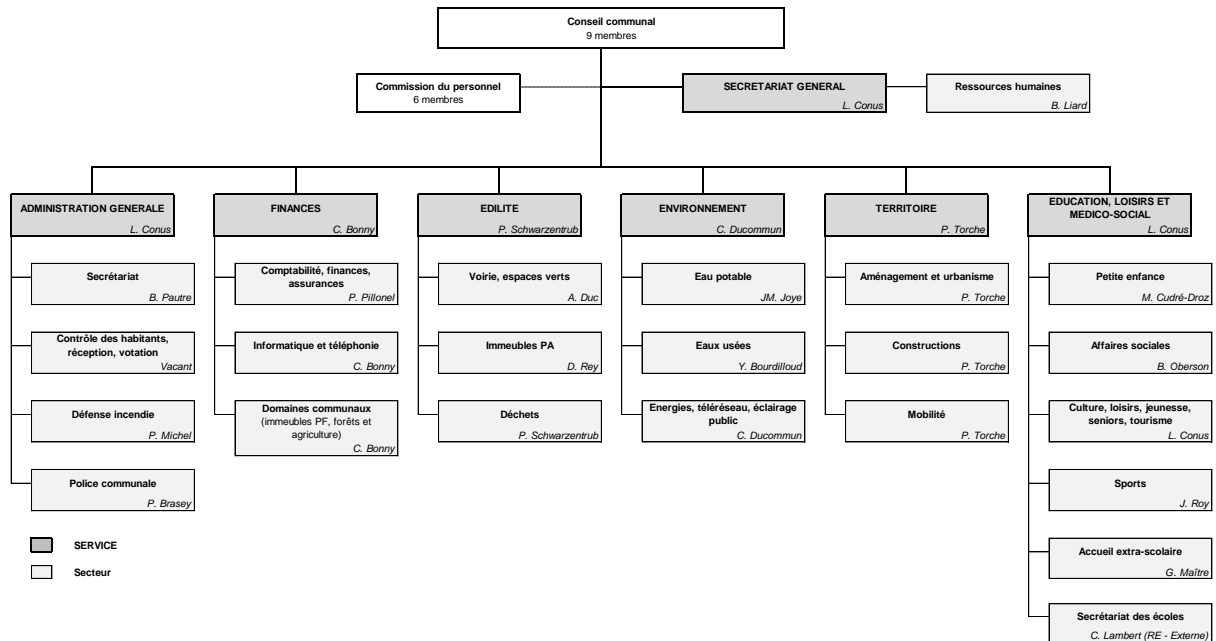 Conseil communal
9 membres
Commission du personnel
6 membres
SECRETARIAT GENERAL
L. Conus
Ressources humaines
B. Liard
ADMINISTRATION GENERALE
L. Conus
Secrétariat
B. Pautre
Contrôle des habitants,
réception, votation
Vacant
Défense incendie
P. Michel
Police communale
P. Brasey
FINANCES
C. Bonny
Comptabilité, finances,
assurances
P. Pillonel
Informatique et téléphonie
C. Bonny
Domaines communaux
(immeubles PF, forêts et
agriculture)
C. Bonny
EDILITE
P. Schwarzentrub
Voirie, espaces verts
A. Duc
Immeubles PA
D. Rey
Déchets
P. Schwarzentrub
ENVIRONNEMENT
C. Ducommun
Eau potable
JM. Joye
Eaux usées
Y. Bourdilloud
Energies, téléréseau, éclairage
public
C. Ducommun
TERRITOIRE
P. Torche
Aménagement et urbanisme
P. Torche
Constructions
P. Torche
Mobilité
P. Torche
EDUCATION, LOISIRS ET
MEDICO-SOCIAL
L. Conus
Petite enfance
M. Cudré-Droz
Affaires sociales
B. Oberson
Culture, loisirs, jeunesse,
seniors, tourisme
L. Conus
Sports
J. Roy
Accueil extra-scolaire
G. Maître
Secrétariat des écoles
C. Lambert (RE - Externe)
SERVICE
Secteur